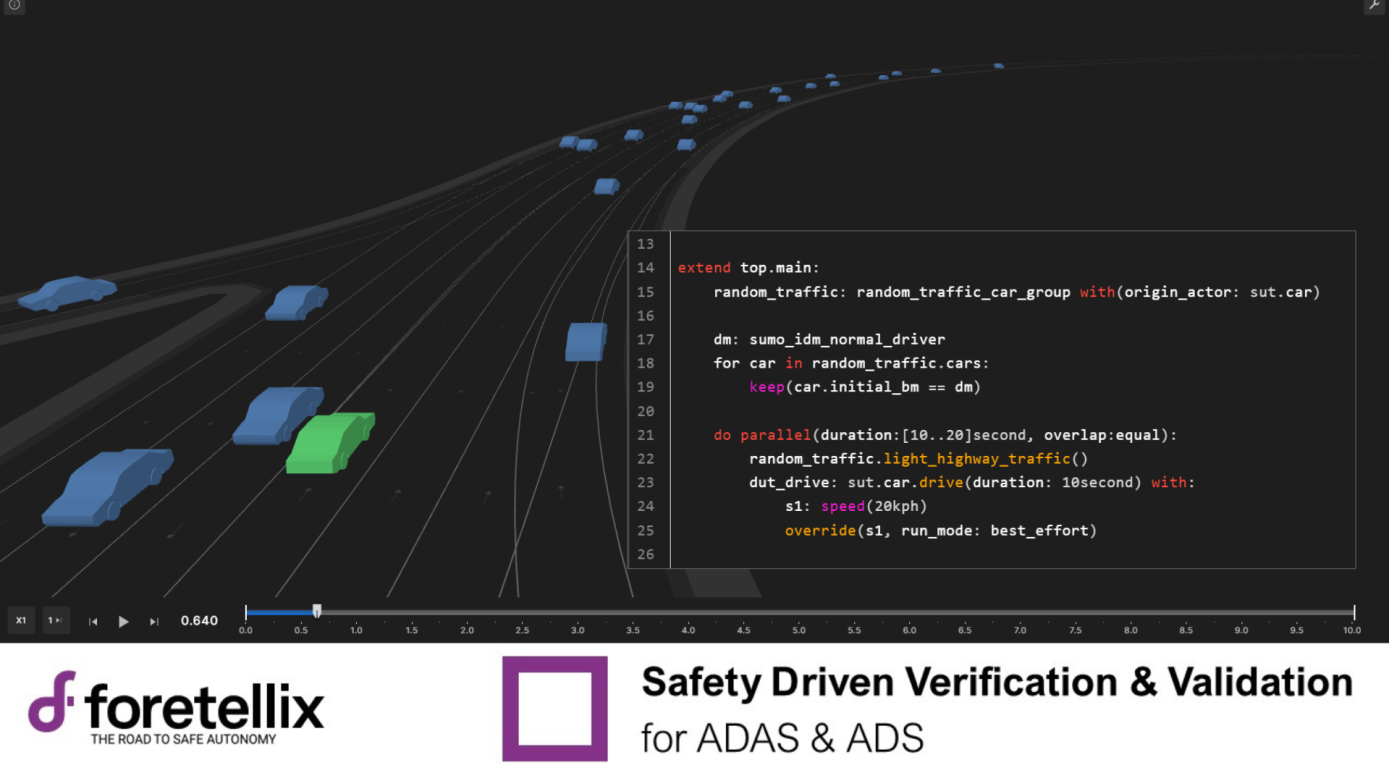 13
14 extend top.main:
15 random_traffic: random_traffic_car_group with(origin_actor: sut.car)
16
17 dm: sumo_idm_normal_driver
18 for car in random_traffic.cars:
19 keep(car.initial_bm == dm)
20
21 do parallel(duration:[10..20]second, overlap:equal):
22 random_traffic.light_highway_traffic()
23 dut_drive: sut.car.drive(duration: 10second) with:
24 s1: speed(20kph)
25 override(s1, run_mode: best_effort)
26
X1 1 0.640
0.0 0.5 1.0 1.5 2.0 2.5 3.0 3.5 4.0 4.5 5.0 5.5 6.0 6.5 7.0 7.5 8.0 8.5 9.0 9.5 10.0
foretellix
THE ROAD TO SAFE AUTONOMY
Safety Driven Verification & Validation
for ADAS & ADS